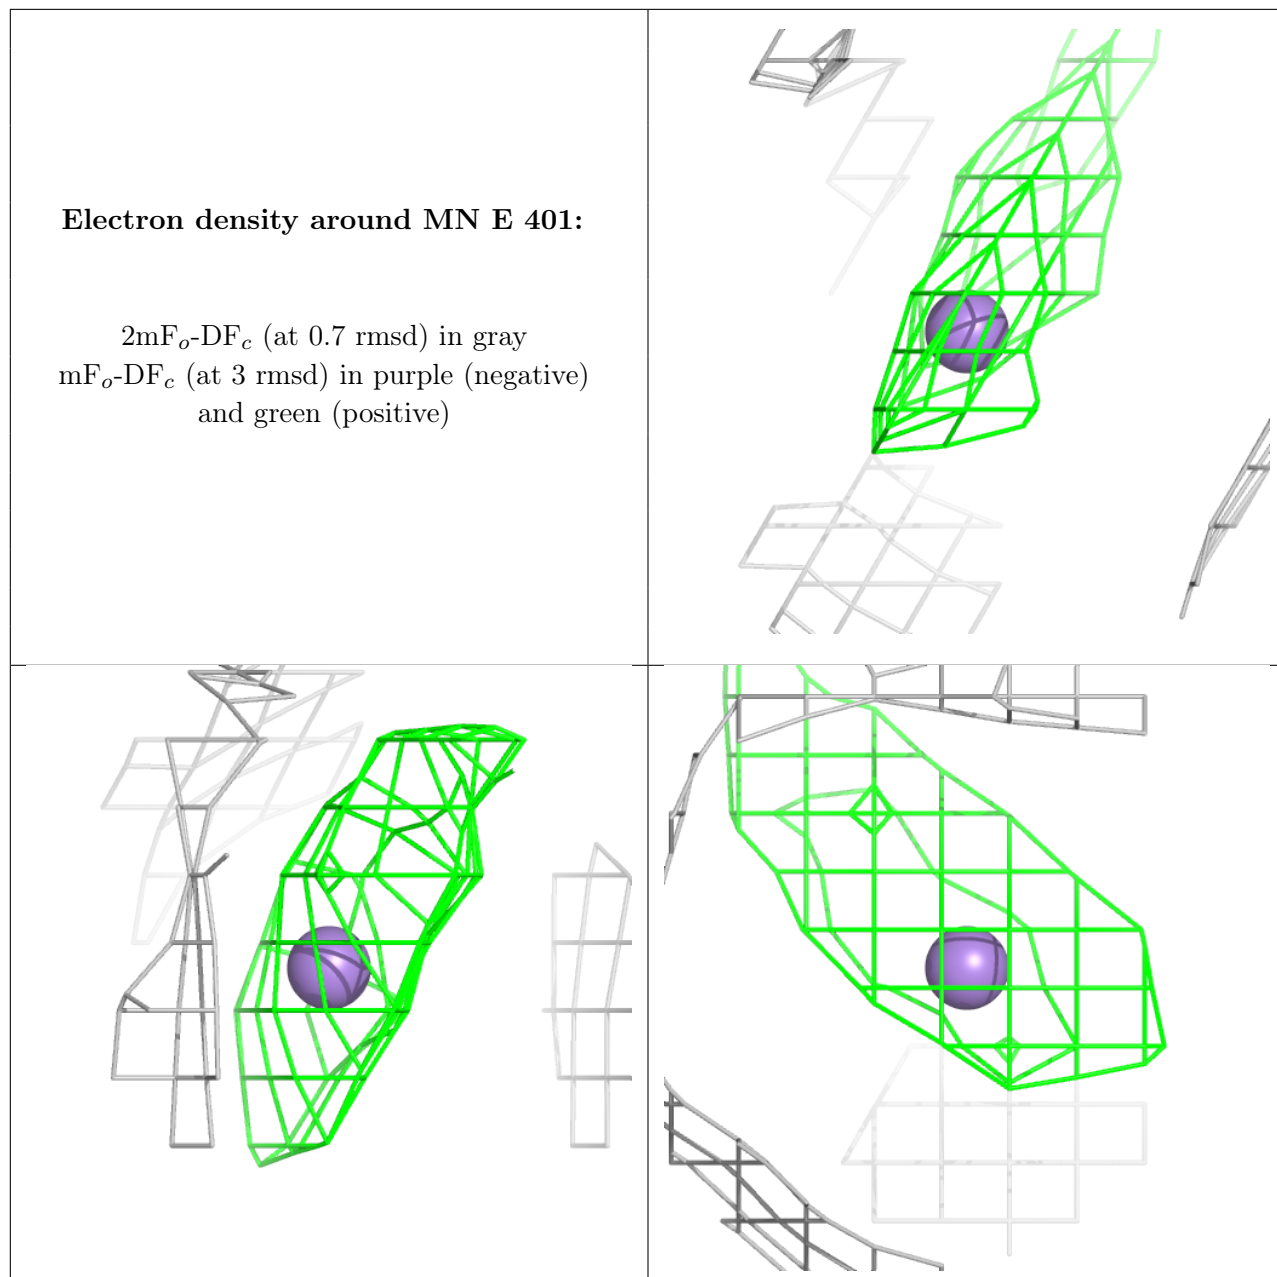 Electron density around MN E 401:
2mFo-DFc (at 0.7 rmsd) in gray
mFo-DFc (at 3 rmsd) in purple (negative)
and green (positive)